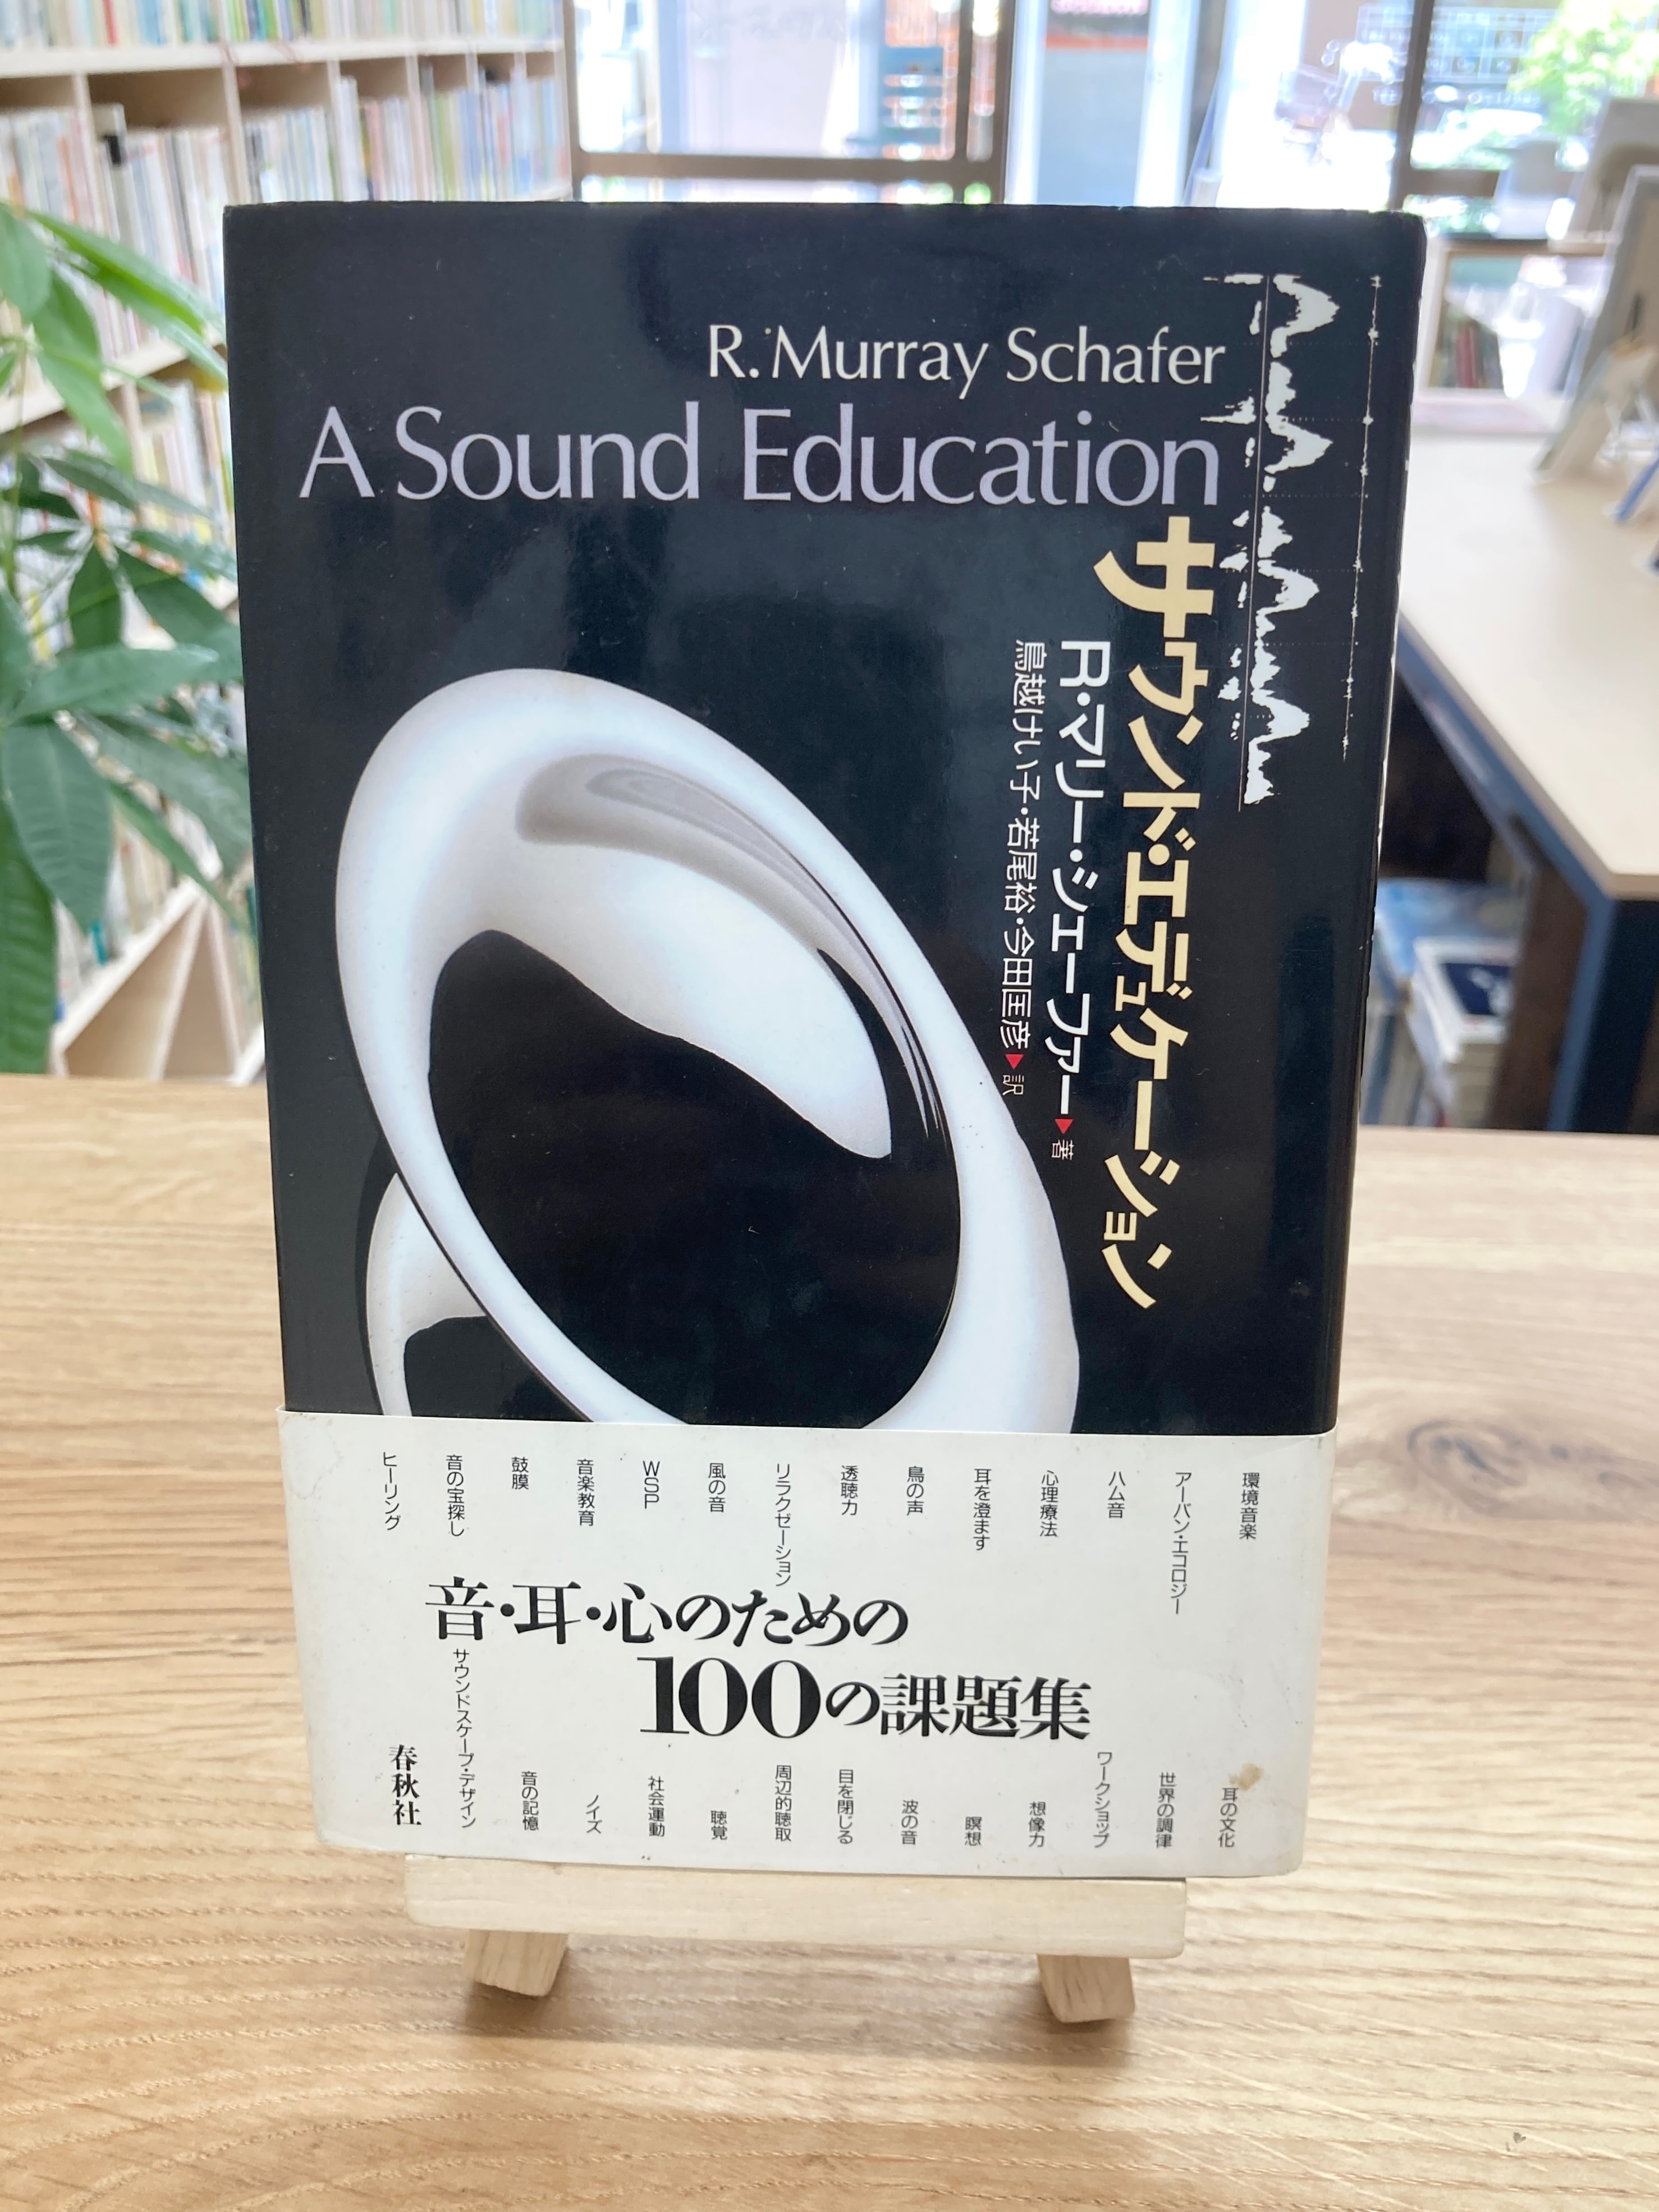 R. Murray Schafer
A Sound Education
サウンド・エデュケーション
R・マリー・シェーファー▶著
鳥越けい子・若尾裕・今田匡彦▶訳
環境音楽
アーバン・エコロジー
ハム音
心理療法
耳を澄ます
鳥の声
透聴力
リラクゼーション
風の音
WSP
音楽教育
鼓膜
音の宝探し
ヒーリング
音・耳・心のための
100の課題集
耳の文化
世界の調律
ワークショップ
想像力
瞑想
波の音
目を閉じる
周辺的聴取
聴覚
社会運動
ノイズ
音の記憶
サウンドスケープ・デザイン
春秋社